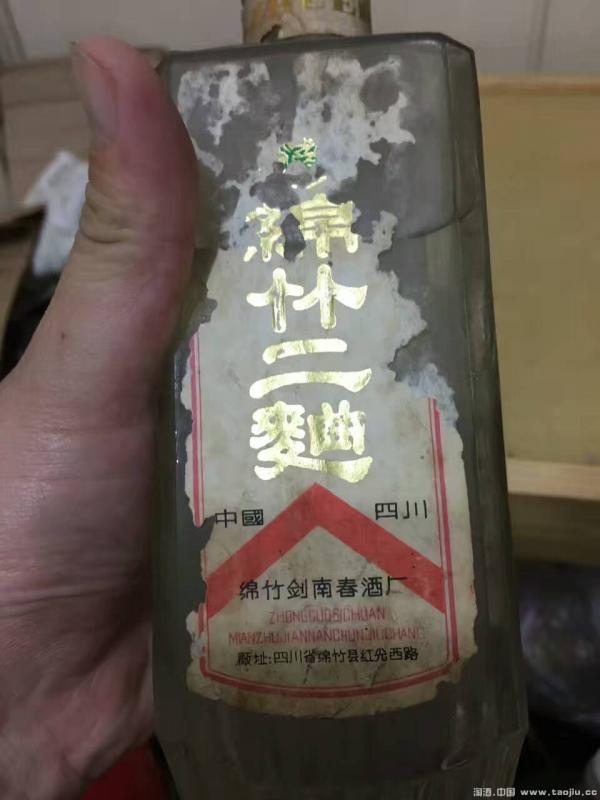 綿竹二麯
中國 四川
绵竹剑南春酒厂
ZHONGGUOSICHUAN
MIANZHUJIANNANCHUNJIUCHANG
廠址:四川省绵竹县红光西路
淘酒.中国 www.taojiu.cc